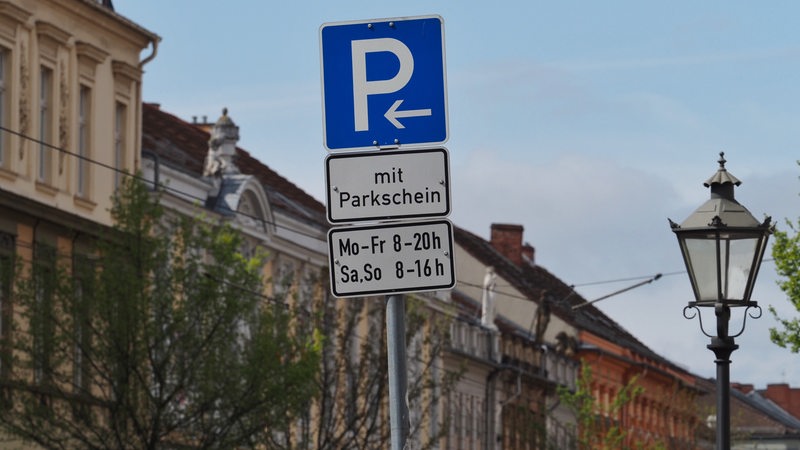 P
mit
Parkschein
Mo-Fr 8-20h
Sa,So 8-16h